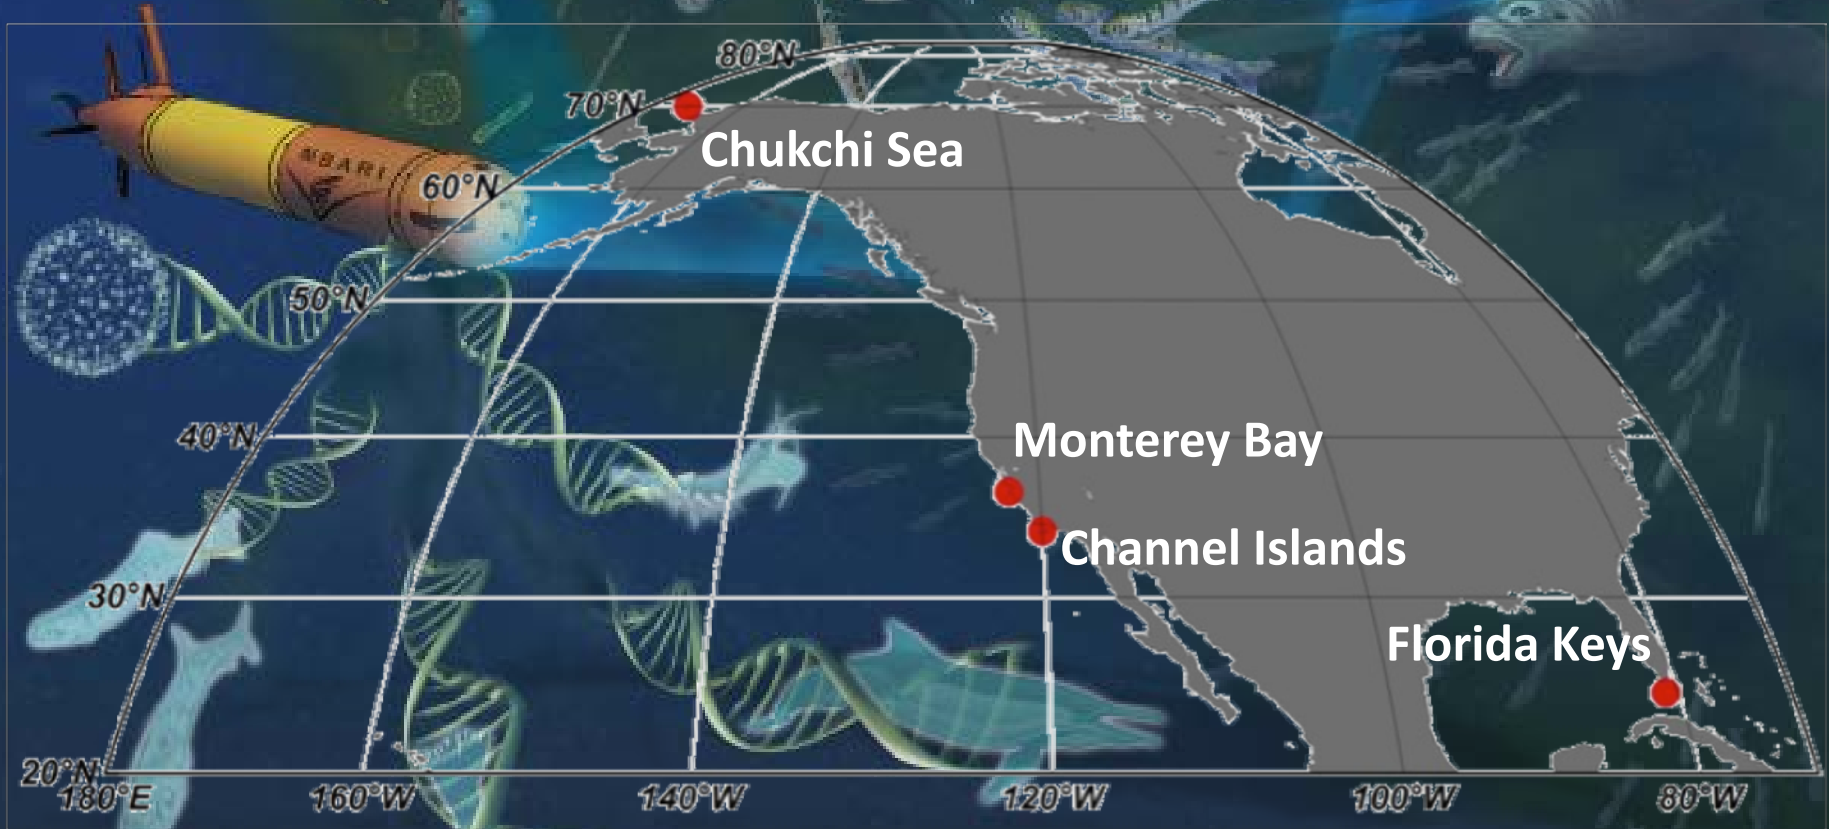 80°N
70°N
Chukchi Sea
MBARI
60°N
50°N
40°N
Monterey Bay
Channel Islands
30°N
Florida Keys
20°N
180°E 160°W 140°W 120°W 100°W 80°W